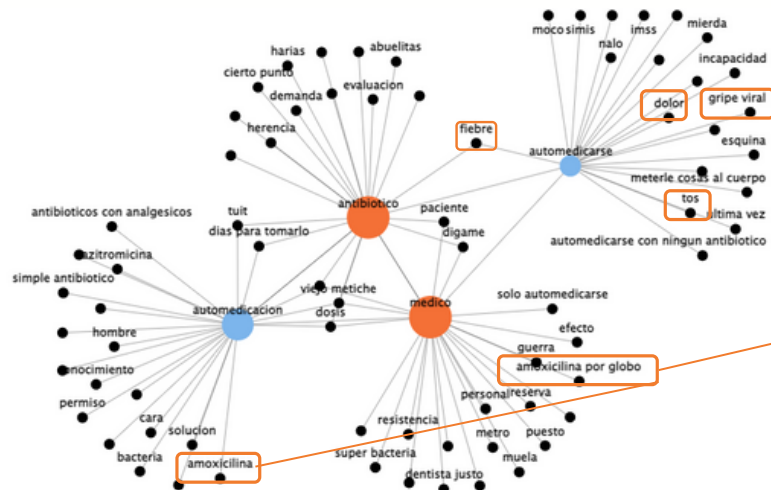 moco simis imss
mierda
harias abuelitas
nalo
incapacidad
cierto punto
evaluacion
dolor gripe viral
demanda
fiebre
herencia
esquina
automedicarse
meterle cosas al cuerpo
tos
antibiotico
antibioticos con analgesicos tuit paciente ultima vez
dias para tomarlo digame automedicarse con ningun antibiotico
azitromicina
simple antibiotico
viejo metiche
automedicacion medico solo automedicarse
dosis
hombre efecto
guerra
conocimiento amoxicilina por globo
permiso personal reserva
cara resistencia
solucion metro puesto
bacteria amoxicilina super bacteria muela
dentista justo